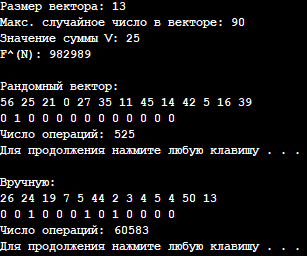 Размер вектора: 13
Макс. случайное число в векторе: 90
Значение суммы V: 25
F^(N): 982989
Рандомный вектор:
56 25 21 0 27 35 11 45 14 42 5 16 39
0 1 0 0 0 0 0 0 0 0 0 0 0
Число операций: 525
Для продолжения нажмите любую клавишу . . .
Вручную:
26 24 19 7 5 44 2 3 4 5 4 50 13
0 0 1 0 0 0 1 0 1 0 0 0 0
Число операций: 60583
Для продолжения нажмите любую клавишу . . .